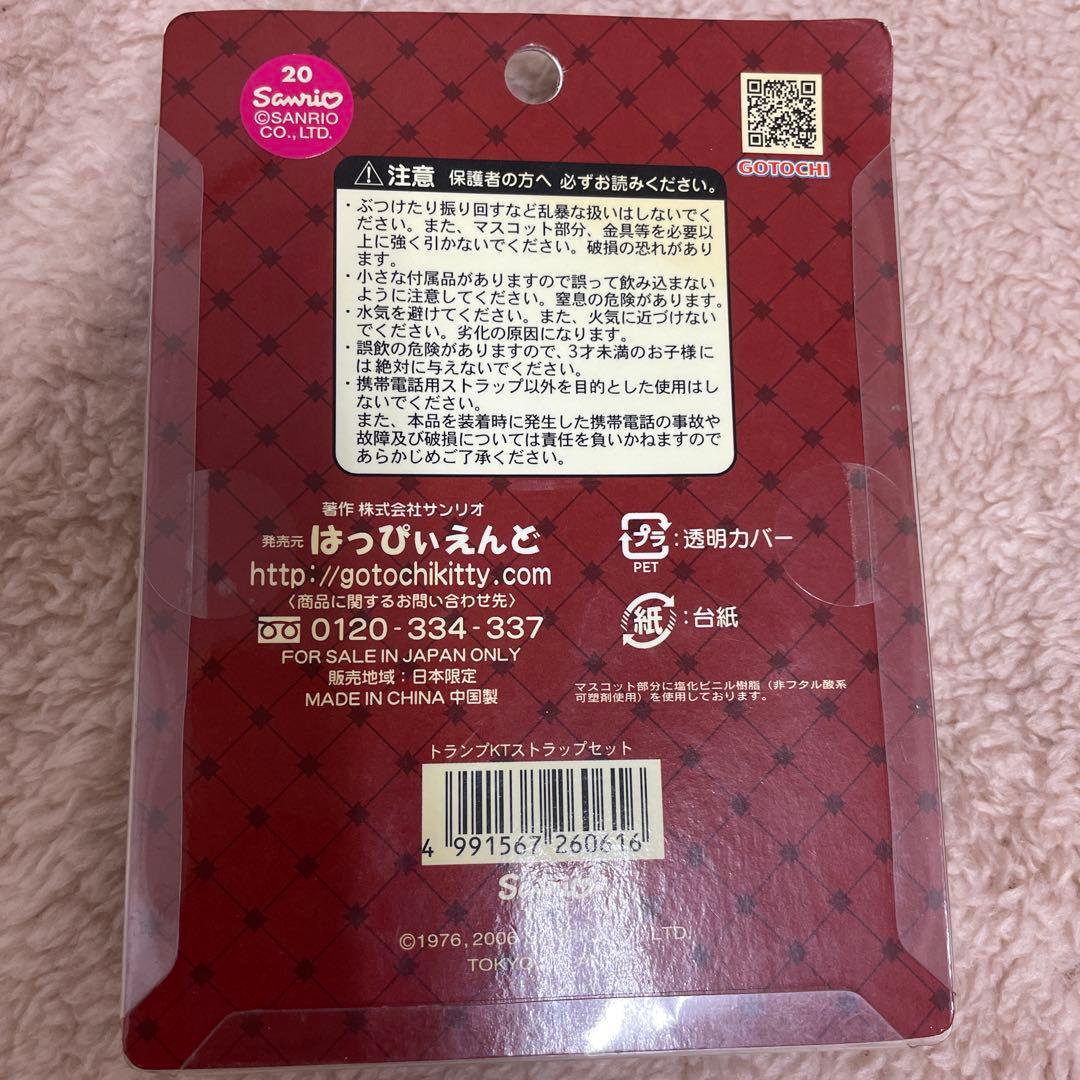 20
Sanrio
©SANRIO
CO., LTD.
GOTOCHI
注意 保護者の方へ 必ずお読みください。
・ぶつけたり振り回すなど乱暴な扱いはしないでく
ださい。また、マスコット部分、金具等を必要以
上に強く引かないでください。破損の恐れがあり
ます。
・小さな付属品がありますので誤って飲み込まない
ように注意してください。窒息の危険があります。
・水気を避けてください。また、火気に近づけない
でください。劣化の原因になります。
・誤飲の危険がありますので、3才未満のお子様に
は絶対に与えないでください。
・携帯電話用ストラップ以外を目的とした使用はし
ないでください。
また、本品を装着時に発生した携帯電話の事故や
故障及び破損については責任を負いかねますので
あらかじめご了承ください。
著作 株式会社サンリオ
発売元 はっぴぃえんど
http://gotochikitty.com
〈商品に関するお問い合わせ先〉
0120-334-337
FOR SALE IN JAPAN ONLY
販売地域:日本限定
MADE IN CHINA 中国製
プラ:透明カバー
PET
紙:台紙
マスコット部分に塩化ビニル樹脂(非フタル酸系
可塑剤使用)を使用しております。
トランプKTストラップセット
4 991567 260616
©1976, 2006 LTD.
TOKYO